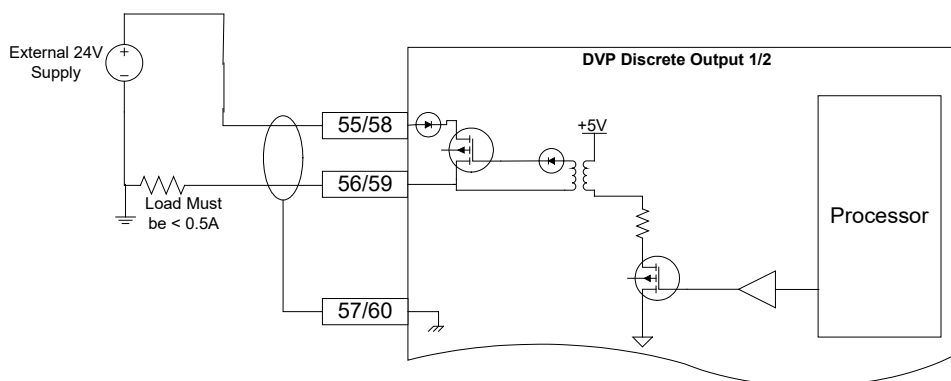 DVP Discrete Output 1/2
External 24V
Supply
+
–
55/58
+5V
56/59
Load Must
be < 0.5A
Processor
57/60